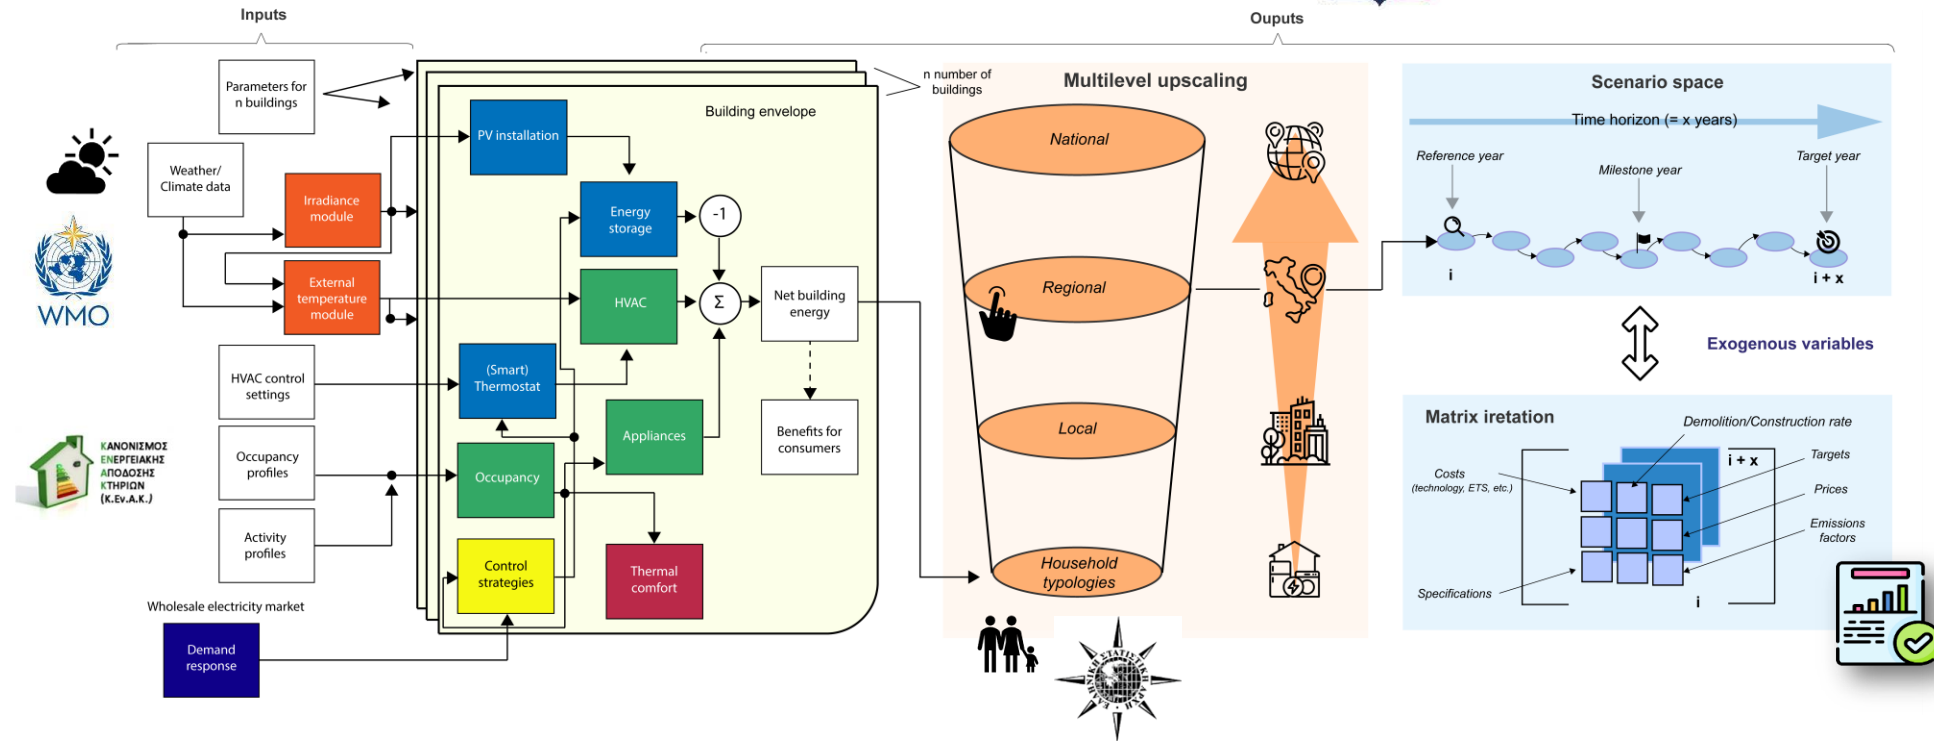 Inputs
Ouputs
Parameters for
n buildings
Weather/
Climate data
Irradiance
module
External
temperature
module
WMO
HVAC control
settings
Occupancy
profiles
Activity
profiles
ΚΑΝΟΝΙΣΜΟΣ
ΕΝΕΡΓΕΙΑΚΗΣ
ΑΠΟΔΟΣΗΣ
ΚΤΗΡΙΩΝ
(Κ.Εν.Α.Κ.)
Wholesale electricity market
Demand
response
Building envelope
n number of
buildings
PV installation
Energy
storage
-1
HVAC
Σ
Net building
energy
(Smart)
Thermostat
Appliances
Benefits for
consumers
Occupancy
Control
strategies
Thermal
comfort
Multilevel upscaling
National
Regional
Local
Household
typologies
ΕΛΛΗΝΙΚΗ ΣΤΑΤΙΣΤΙΚΗ ΑΡΧΗ
Scenario space
Time horizon (= x years)
Reference year
Milestone year
Target year
i
i + x
Exogenous variables
Matrix iretation
Demolition/Construction rate
i + x
Targets
Costs
(technology, ETS, etc.)
Prices
Emissions
factors
Specifications
i